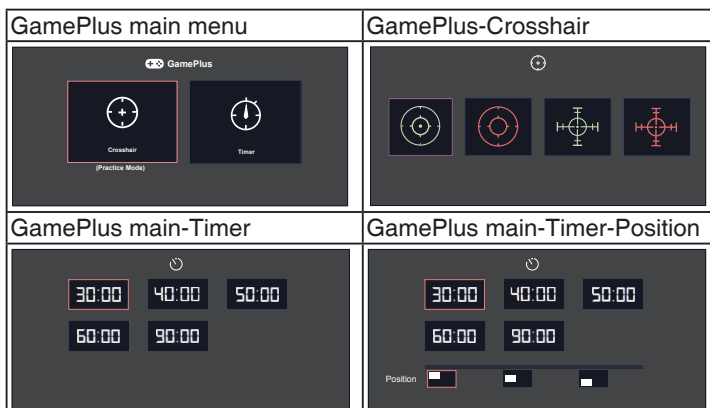 GamePlus main menu
GamePlus-Crosshair
GamePlus
Crosshair
Timer
(Practice Mode)
GamePlus main-Timer
GamePlus main-Timer-Position
30:00 40:00 50:00
60:00 90:00
30:00 40:00 50:00
60:00 90:00
Position